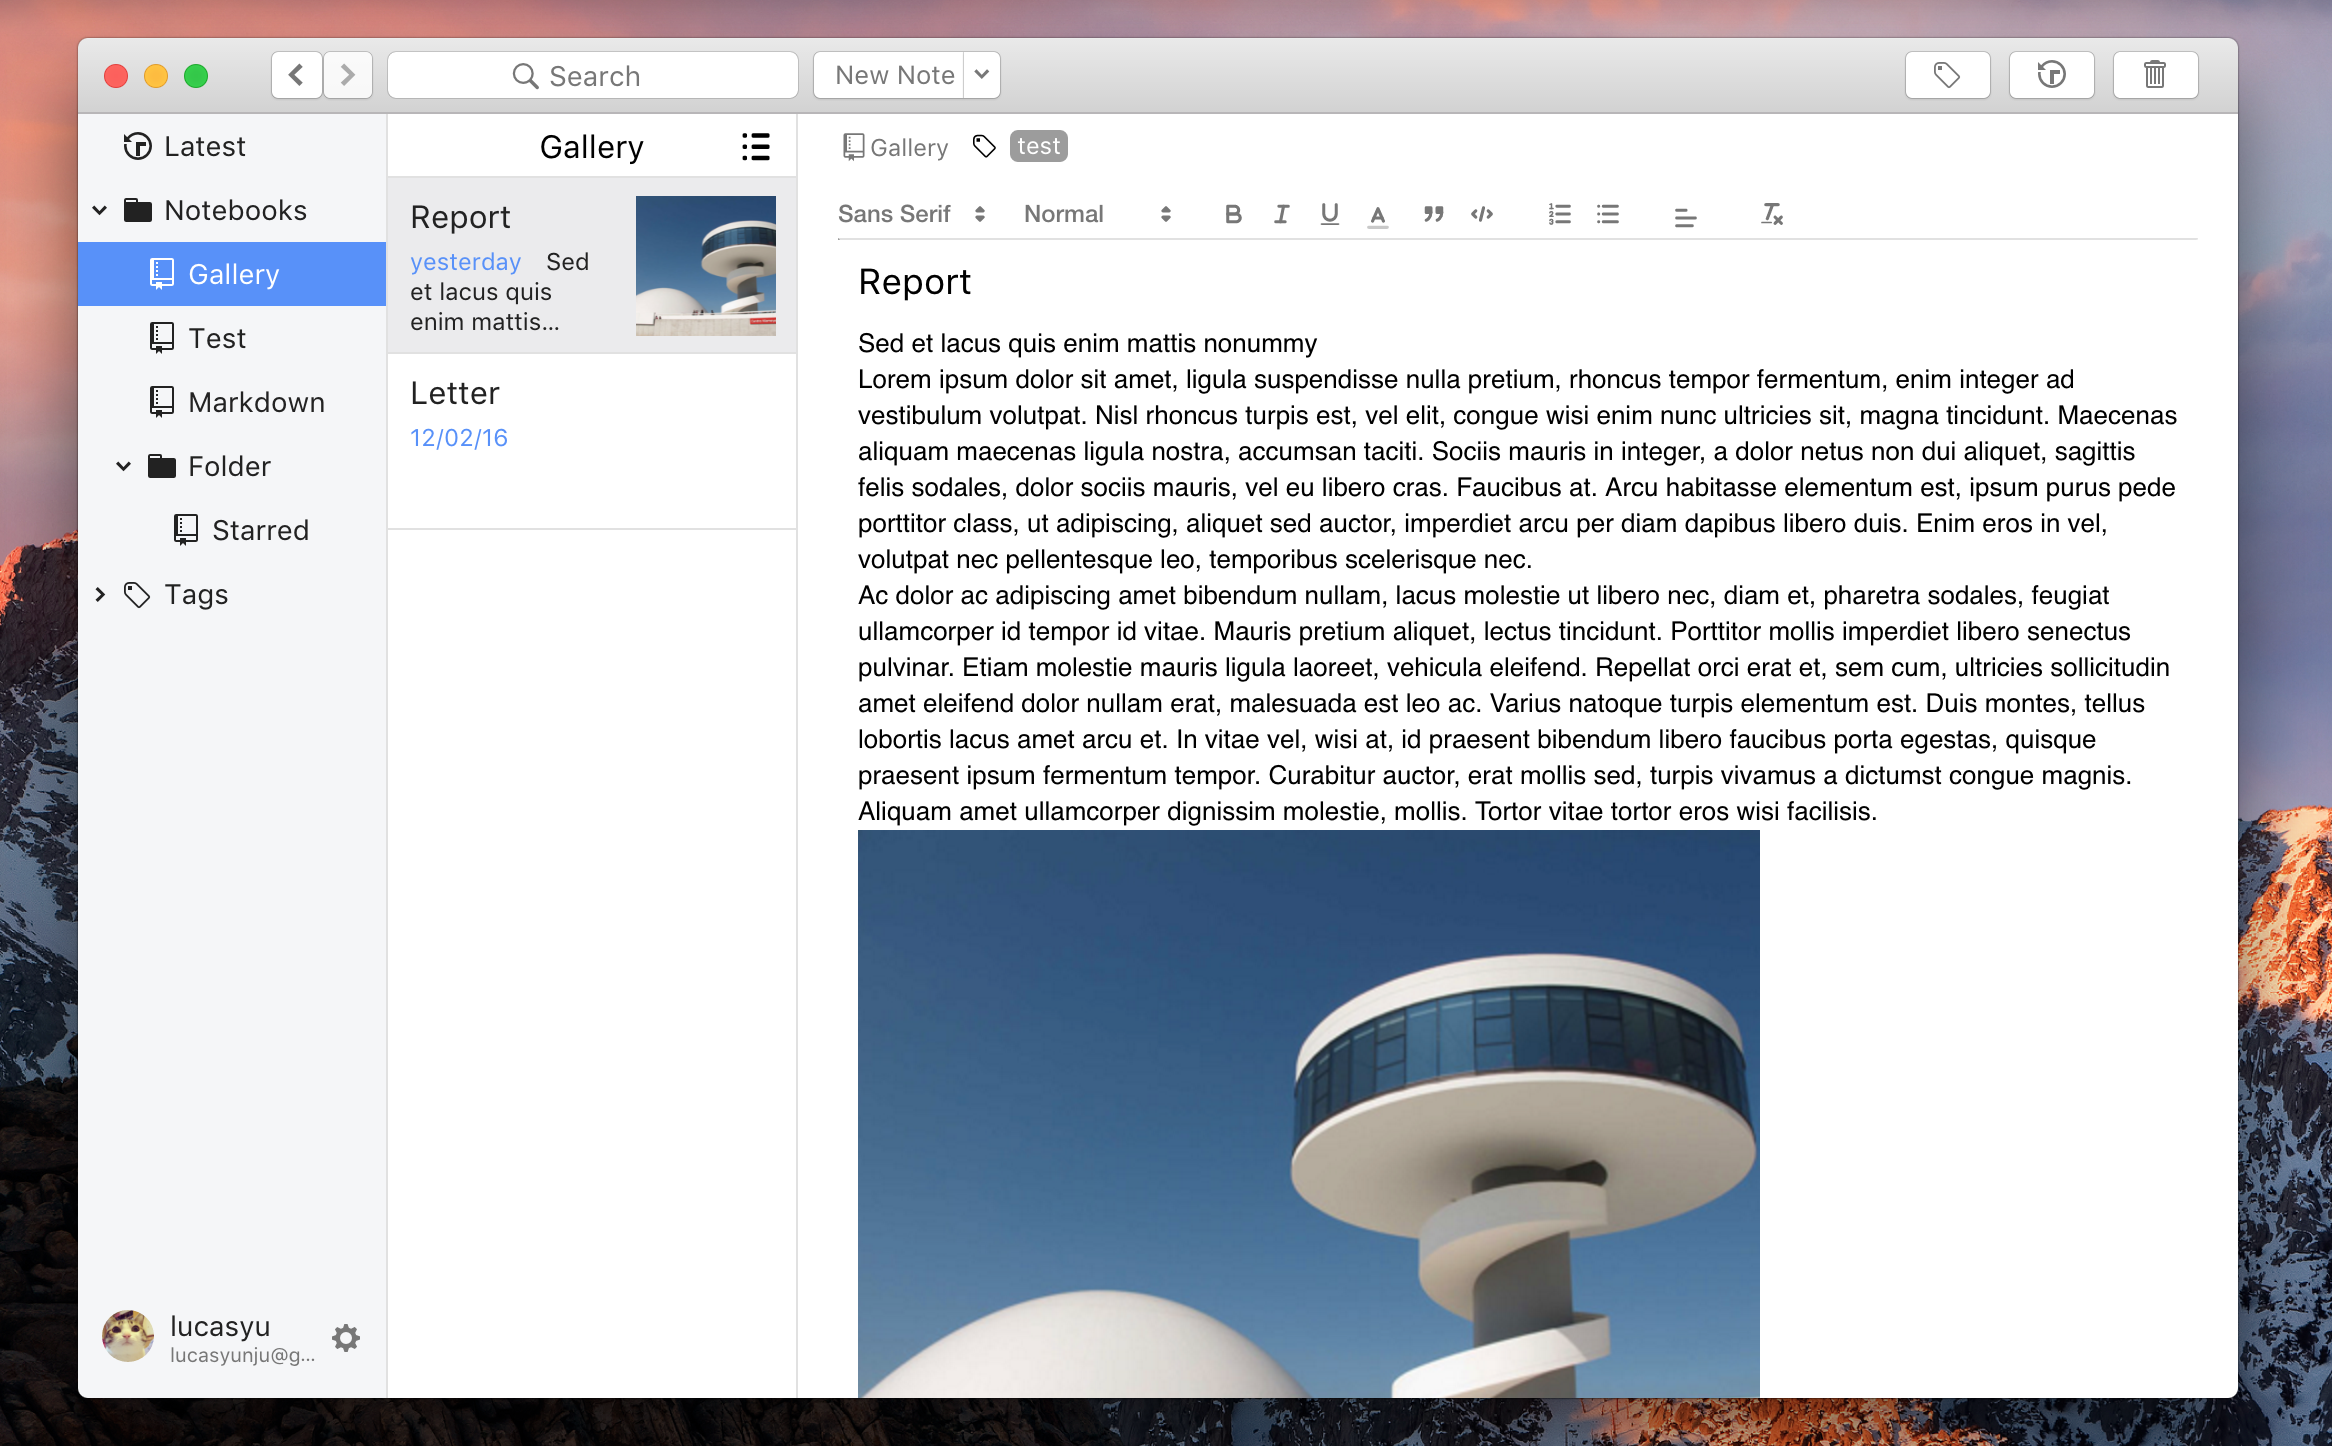 Search
New Note
Latest
Notebooks
Gallery
Test
Markdown
Folder
Starred
Tags
lucasyu
lucasyunju@g...
Gallery
Report
yesterday Sed
et lacus quis
enim mattis...
Letter
12/02/16
Gallery test
Sans Serif Normal
Report
Sed et lacus quis enim mattis nonummy
Lorem ipsum dolor sit amet, ligula suspendisse nulla pretium, rhoncus tempor fermentum, enim integer ad
vestibulum volutpat. Nisl rhoncus turpis est, vel elit, congue wisi enim nunc ultricies sit, magna tincidunt. Maecenas
aliquam maecenas ligula nostra, accumsan taciti. Sociis mauris in integer, a dolor netus non dui aliquet, sagittis
felis sodales, dolor sociis mauris, vel eu libero cras. Faucibus at. Arcu habitasse elementum est, ipsum purus pede
porttitor class, ut adipiscing, aliquet sed auctor, imperdiet arcu per diam dapibus libero duis. Enim eros in vel,
volutpat nec pellentesque leo, temporibus scelerisque nec.
Ac dolor ac adipiscing amet bibendum nullam, lacus molestie ut libero nec, diam et, pharetra sodales, feugiat
ullamcorper id tempor id vitae. Mauris pretium aliquet, lectus tincidunt. Porttitor mollis imperdiet libero senectus
pulvinar. Etiam molestie mauris ligula laoreet, vehicula eleifend. Repellat orci erat et, sem cum, ultricies sollicitudin
amet eleifend dolor nullam erat, malesuada est leo ac. Varius natoque turpis elementum est. Duis montes, tellus
lobortis lacus amet arcu et. In vitae vel, wisi at, id praesent bibendum libero faucibus porta egestas, quisque
praesent ipsum fermentum tempor. Curabitur auctor, erat mollis sed, turpis vivamus a dictumst congue magnis.
Aliquam amet ullamcorper dignissim molestie, mollis. Tortor vitae tortor eros wisi facilisis.